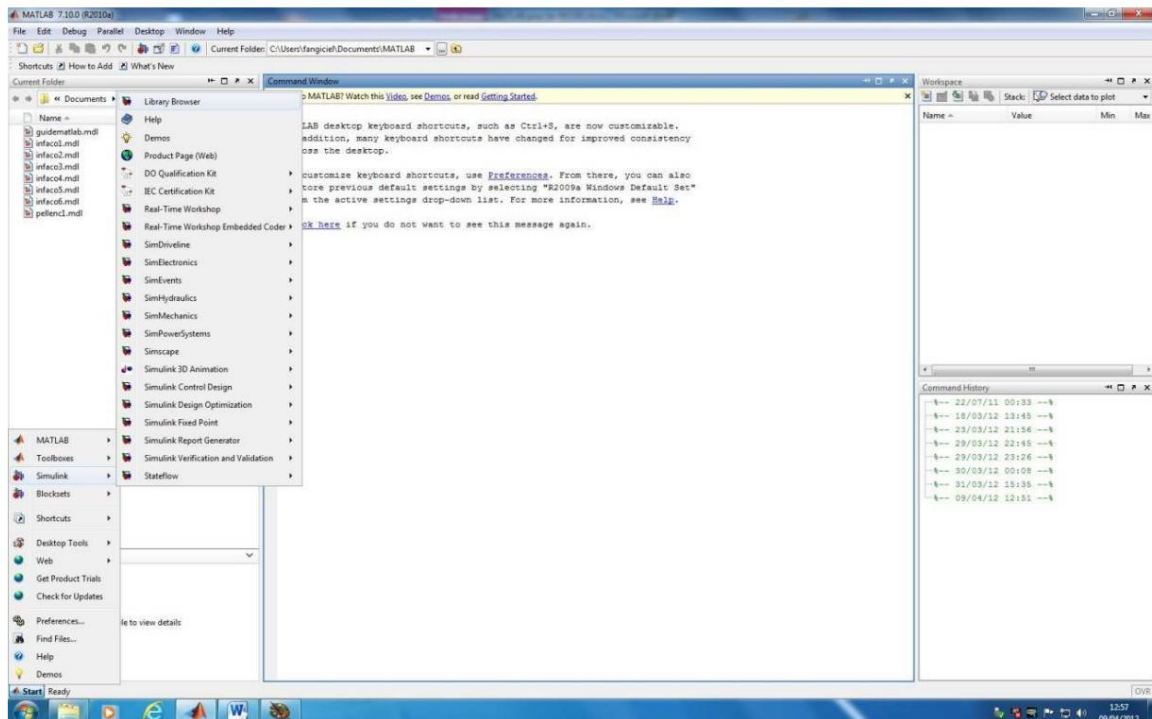 MATLAB 7.10.0 (R2010a)
File Edit Debug Parallel Desktop Window Help
Current Folder: C:\Users\fangiciel\Documents\MATLAB
Shortcuts How to Add What's New
Current Folder
« Documents
Name
guidematlab.mdl
infaco1.mdl
infaco2.mdl
infaco3.mdl
infaco4.mdl
infaco5.mdl
infaco6.mdl
pellenc1.mdl
le to view details
MATLAB
Toolboxes
Simulink
Blocksets
Shortcuts
Desktop Tools
Web
Get Product Trials
Check for Updates
Preferences...
Find Files...
Help
Demos
Library Browser
Help
Demos
Product Page (Web)
DO Qualification Kit
IEC Certification Kit
Real-Time Workshop
Real-Time Workshop Embedded Coder
SimDriveline
SimElectronics
SimEvents
SimHydraulics
SimMechanics
SimPowerSystems
Simscape
Simulink 3D Animation
Simulink Control Design
Simulink Design Optimization
Simulink Fixed Point
Simulink Report Generator
Simulink Verification and Validation
Stateflow
Command Window
o MATLAB? Watch this Video, see Demos, or read Getting Started.
LAB desktop keyboard shortcuts, such as Ctrl+S, are now customizable.
addition, many keyboard shortcuts have changed for improved consistency
oss the desktop.
customize keyboard shortcuts, use Preferences. From there, you can also
tore previous default settings by selecting "R2009a Windows Default Set"
m the active settings drop-down list. For more information, see Help.
ck here if you do not want to see this message again.
Workspace
Stack: Select data to plot
Name Value Min Max
Command History
%-- 22/07/11 00:33 --%
%-- 18/03/12 13:45 --%
%-- 23/03/12 21:56 --%
%-- 29/03/12 22:45 --%
%-- 29/03/12 23:26 --%
%-- 30/03/12 00:08 --%
%-- 31/03/12 15:35 --%
%-- 09/04/12 12:51 --%
Start Ready
OVR
12:57
09/04/2012